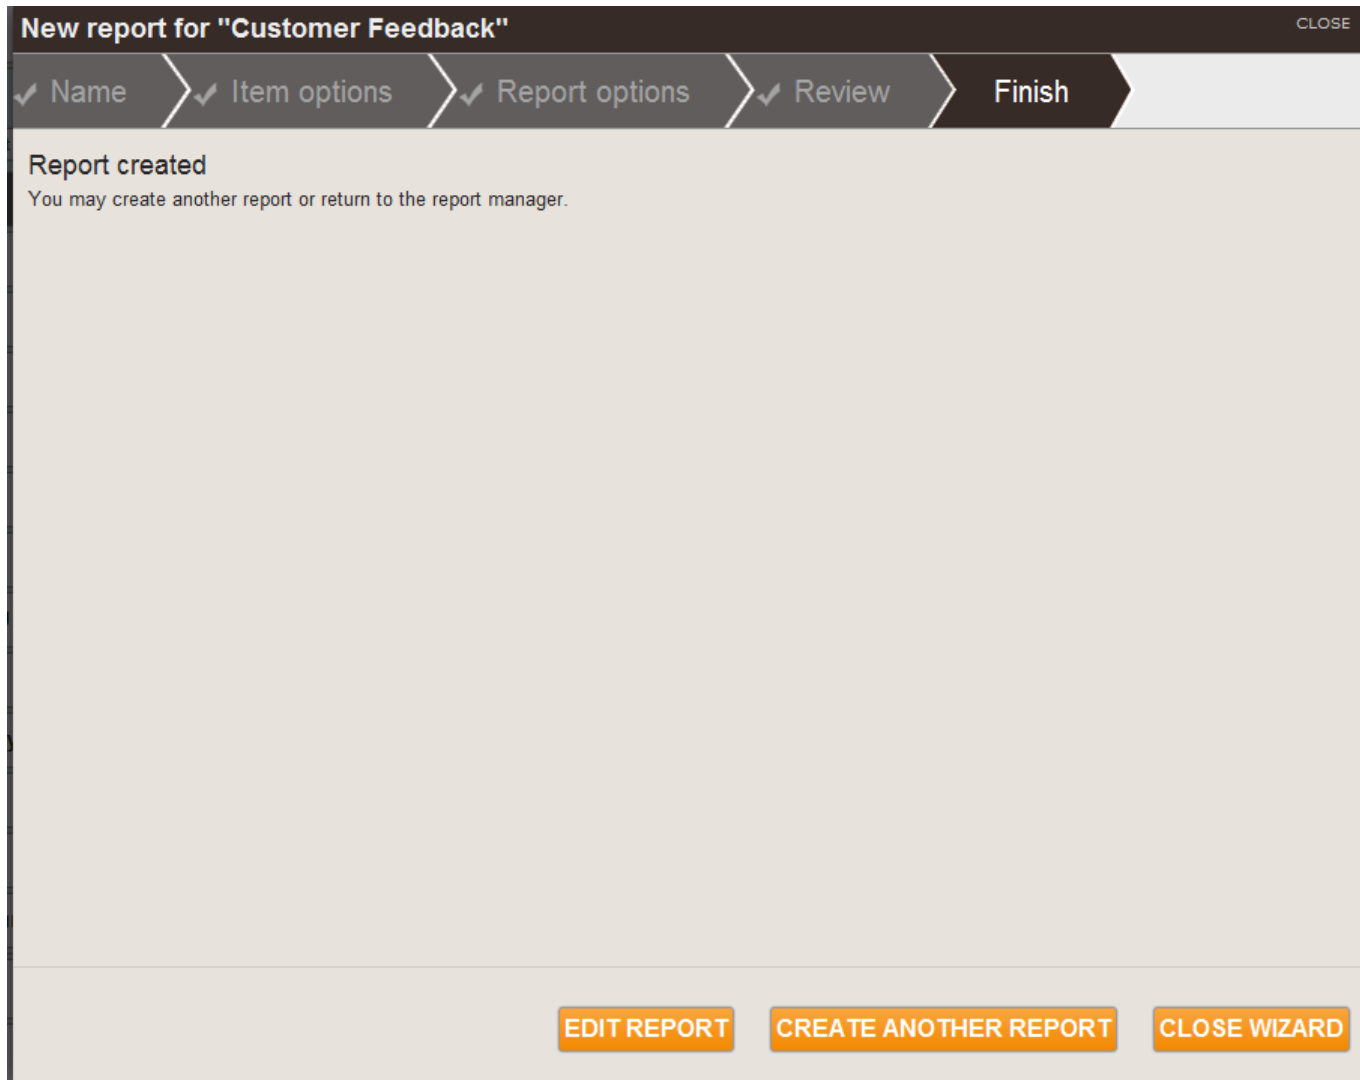 New report for "Customer Feedback"
CLOSE
Name
Item options
Report options
Review
Finish
Report created
You may create another report or return to the report manager.
EDIT REPORT
CREATE ANOTHER REPORT
CLOSE WIZARD